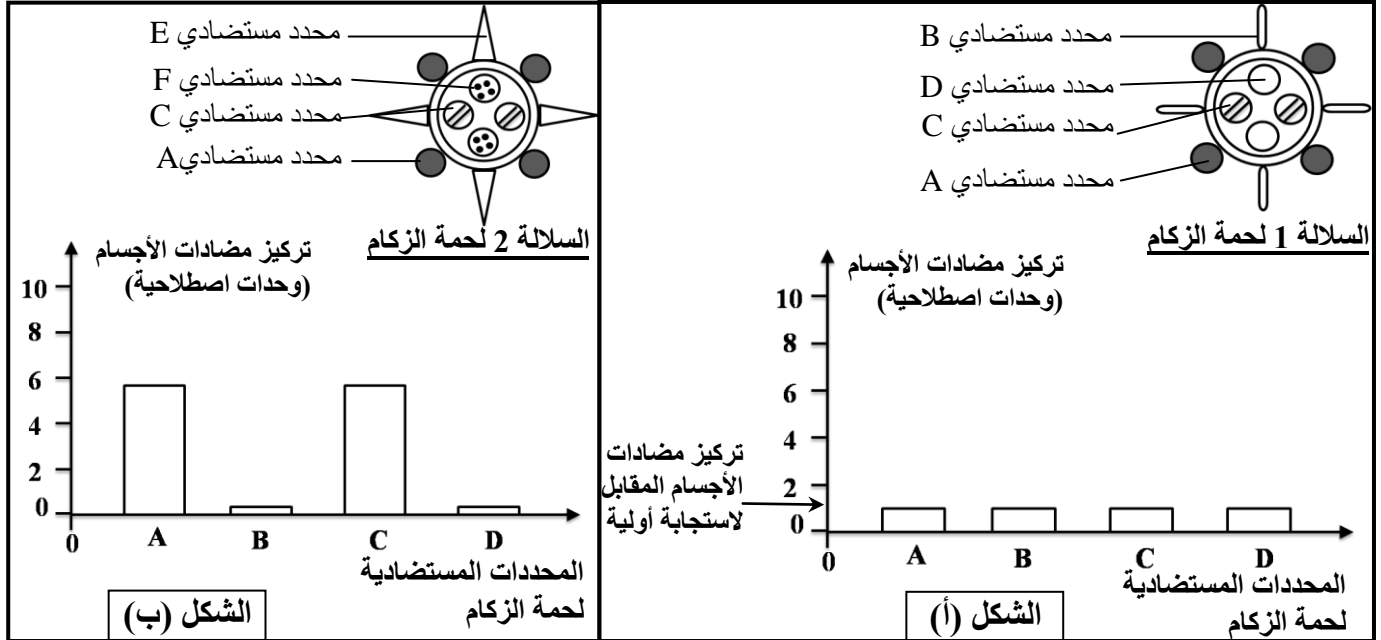 محدد مستضادي B
محدد مستضادي D
محدد مستضادي C
محدد مستضادي A
السلالة 1 لحمة الزكام
تركيز مضادات الأجسام
(وحدات اصطلاحية)
10
8
6
4
2
0
تركيز مضادات
الأجسام المقابل
لاستجابة أولية
0 A B C D
المحددات المستضادية
لحمة الزكام
الشكل (أ)
محدد مستضادي E
محدد مستضادي F
محدد مستضادي C
محدد مستضاديA
السلالة 2 لحمة الزكام
تركيز مضادات الأجسام
(وحدات اصطلاحية)
10
8
6
4
2
0
0 A B C D
المحددات المستضادية
لحمة الزكام
الشكل (ب)